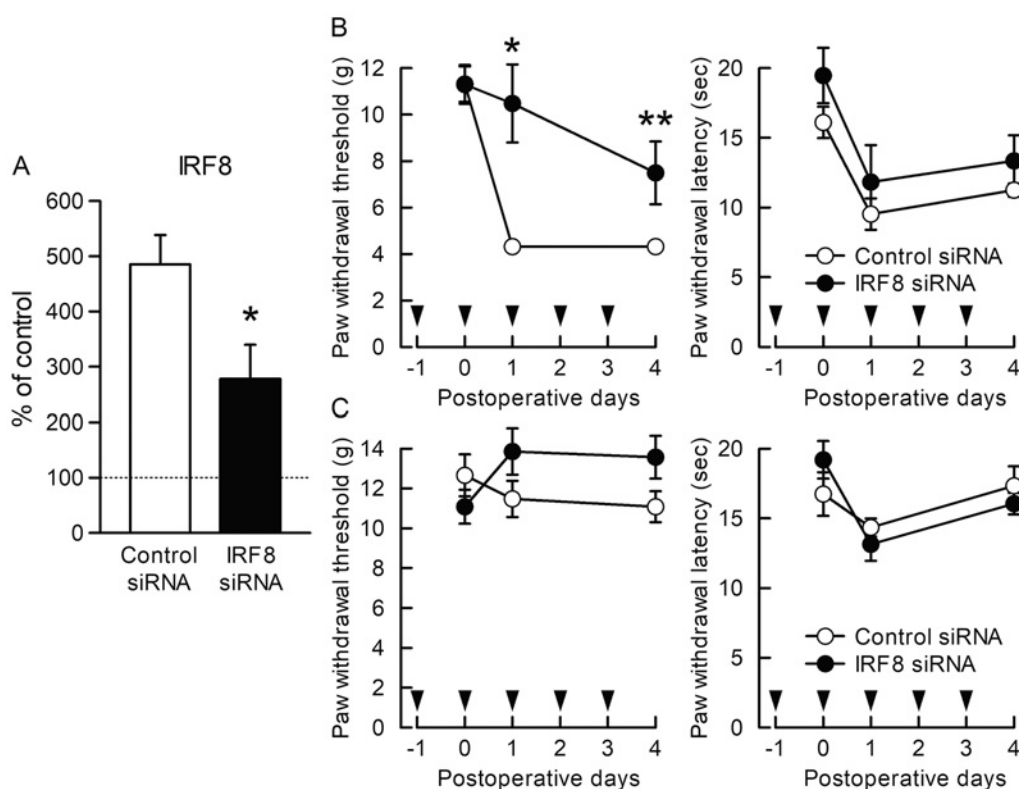 A
IRF8
% of control
600
500
400
300
200
100
0
*
Control
siRNA
IRF8
siRNA
B
Paw withdrawal threshold (g)
12
10
8
6
4
2
0
*
**
-1 0 1 2 3 4
Postoperative days
Paw withdrawal latency (sec)
20
15
10
0
Control siRNA
IRF8 siRNA
-1 0 1 2 3 4
Postoperative days
C
Paw withdrawal threshold (g)
14
12
10
8
6
4
2
0
-1 0 1 2 3 4
Postoperative days
Paw withdrawal latency (sec)
20
15
10
0
Control siRNA
IRF8 siRNA
-1 0 1 2 3 4
Postoperative days